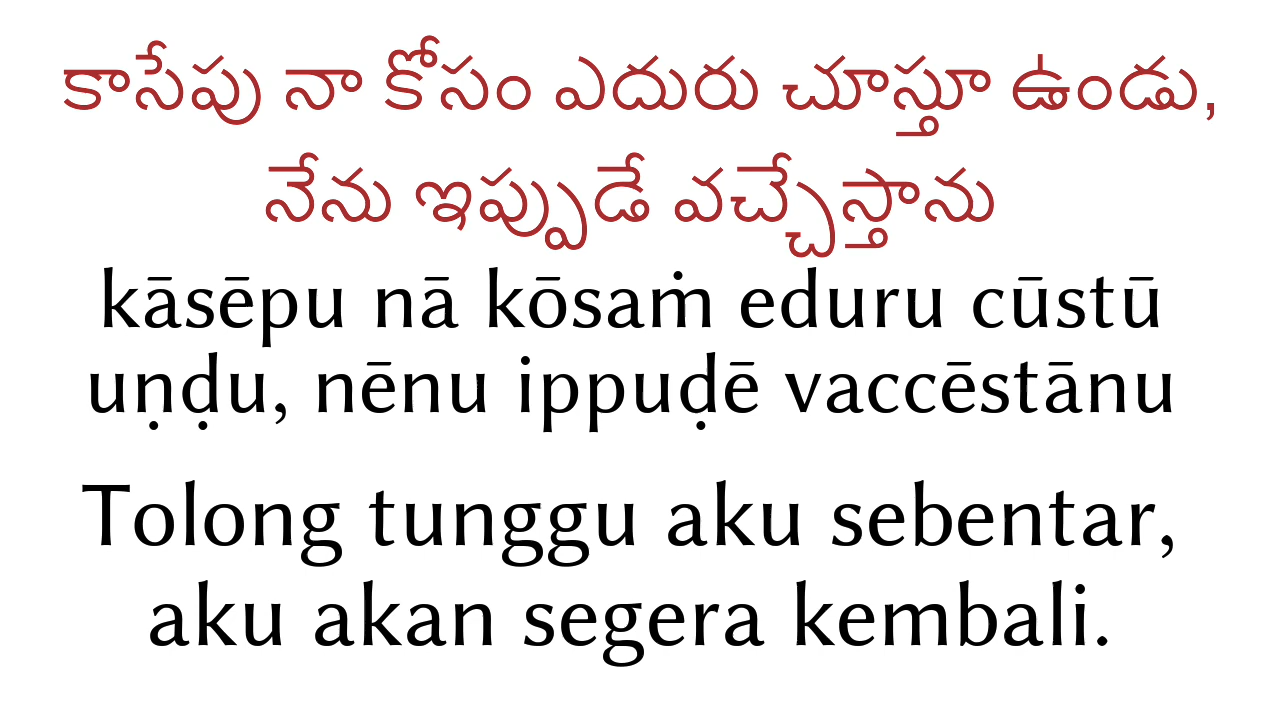 కాసేపు నా కోసం ఎదురు చూస్తూ ఉండు,
నేను ఇప్పుడే వచ్చేస్తాను
kāsēpu nā kōsaṁ eduru cūstū
uṇḍu, nēnu ippuḍē vaccēstānu
Tolong tunggu aku sebentar,
aku akan segera kembali.